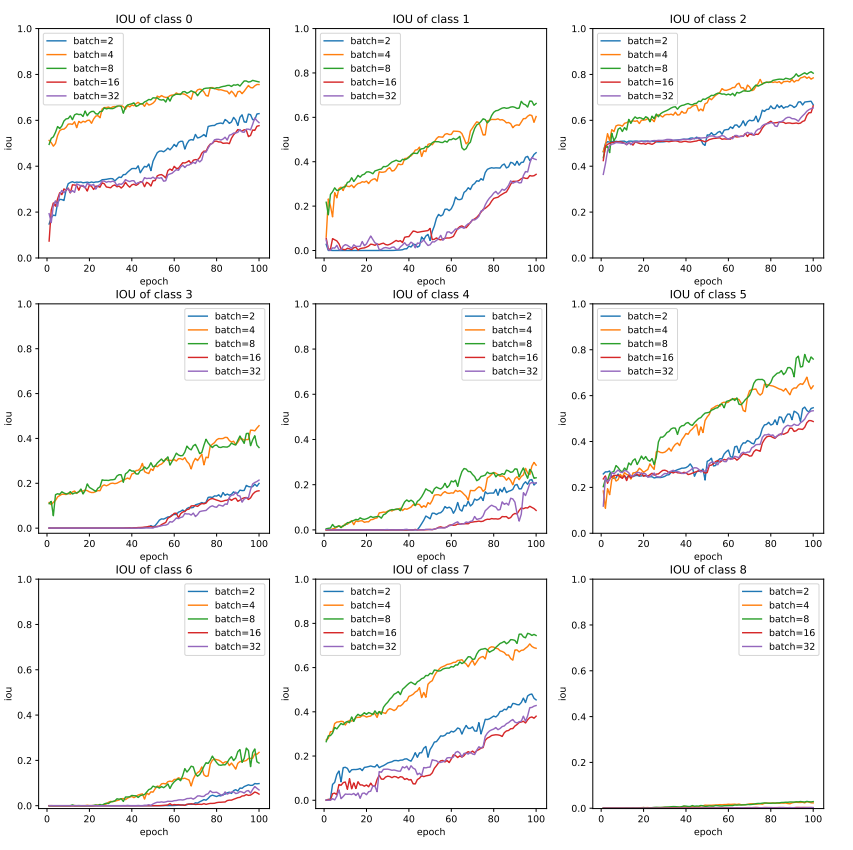 IOU of class 0
IOU of class 1
IOU of class 2
1.0
0.8
0.6
0.4
0.2
0.0
iou
batch=2
batch=4
batch=8
batch=16
batch=32
0 20 40 60 80 100
epoch
1.0
0.8
0.6
0.4
0.2
0.0
iou
batch=2
batch=4
batch=8
batch=16
batch=32
0 20 40 60 80 100
epoch
1.0
0.8
0.6
0.4
0.2
0.0
iou
batch=2
batch=4
batch=8
batch=16
batch=32
0 20 40 60 80 100
epoch
IOU of class 3
IOU of class 4
IOU of class 5
1.0
0.8
0.6
0.4
0.2
0.0
iou
batch=2
batch=4
batch=8
batch=16
batch=32
0 20 40 60 80 100
epoch
1.0
0.8
0.6
0.4
0.2
0.0
iou
batch=2
batch=4
batch=8
batch=16
batch=32
0 20 40 60 80 100
epoch
1.0
0.8
0.6
0.4
0.2
0.0
iou
batch=2
batch=4
batch=8
batch=16
batch=32
0 20 40 60 80 100
epoch
IOU of class 6
IOU of class 7
IOU of class 8
1.0
0.8
0.6
0.4
0.2
0.0
iou
batch=2
batch=4
batch=8
batch=16
batch=32
0 20 40 60 80 100
epoch
1.0
0.8
0.6
0.4
0.2
0.0
iou
batch=2
batch=4
batch=8
batch=16
batch=32
0 20 40 60 80 100
epoch
1.0
0.8
0.6
0.4
0.2
0.0
iou
batch=2
batch=4
batch=8
batch=16
batch=32
0 20 40 60 80 100
epoch